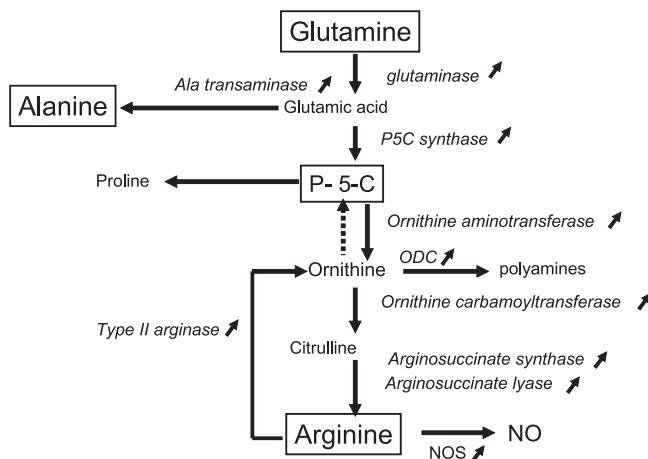 Glutamine
Ala transaminase
glutaminase
Alanine
Glutamic acid
P5C synthase
Proline
P- 5-C
Ornithine aminotransferase
ODC
Ornithine
polyamines
Ornithine carbamoyltransferase
Type II arginase
Citrulline
Arginosuccinate synthase
Arginosuccinate lyase
Arginine
NO
NOS